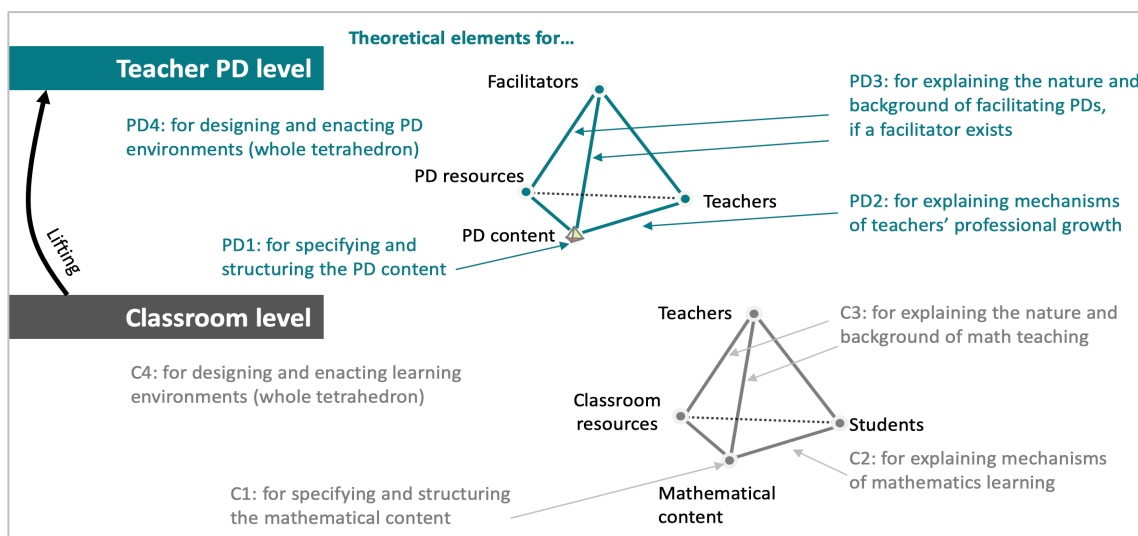 Theoretical elements for…
Teacher PD level
Facilitators
PD3: for explaining the nature and
background of facilitating PDs,
if a facilitator exists
PD4: for designing and enacting PD
environments (whole tetrahedron)
PD resources
Teachers
PD2: for explaining mechanisms
of teachers’ professional growth
PD content
PD1: for specifying and
structuring the PD content
Lifting
Classroom level
Teachers
C3: for explaining the nature and
background of math teaching
C4: for designing and enacting learning
environments (whole tetrahedron)
Classroom
resources
Students
C2: for explaining mechanisms
of mathematics learning
C1: for specifying and structuring
the mathematical content
Mathematical
content